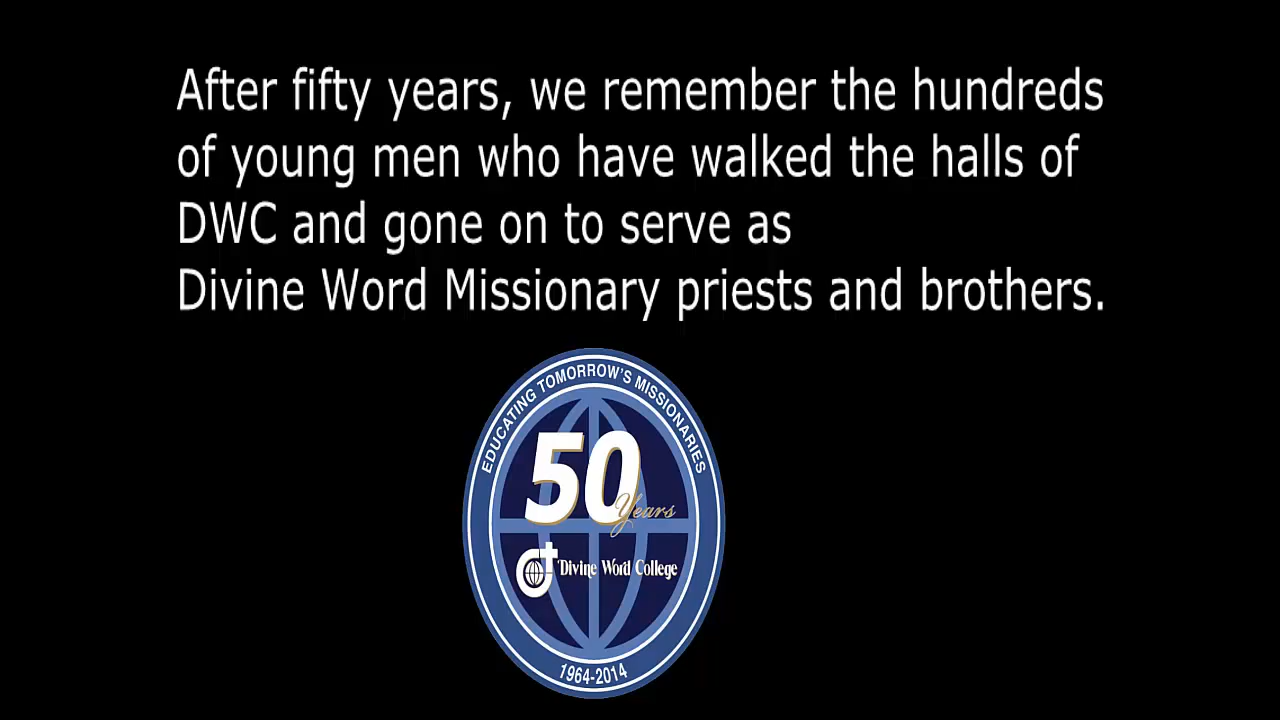 After fifty years, we remember the hundreds
of young men who have walked the halls of
DWC and gone on to serve as
Divine Word Missionary priests and brothers.
EDUCATING TOMORROW'S MISSIONARIES
50
Years
Divine Word College
1964-2014